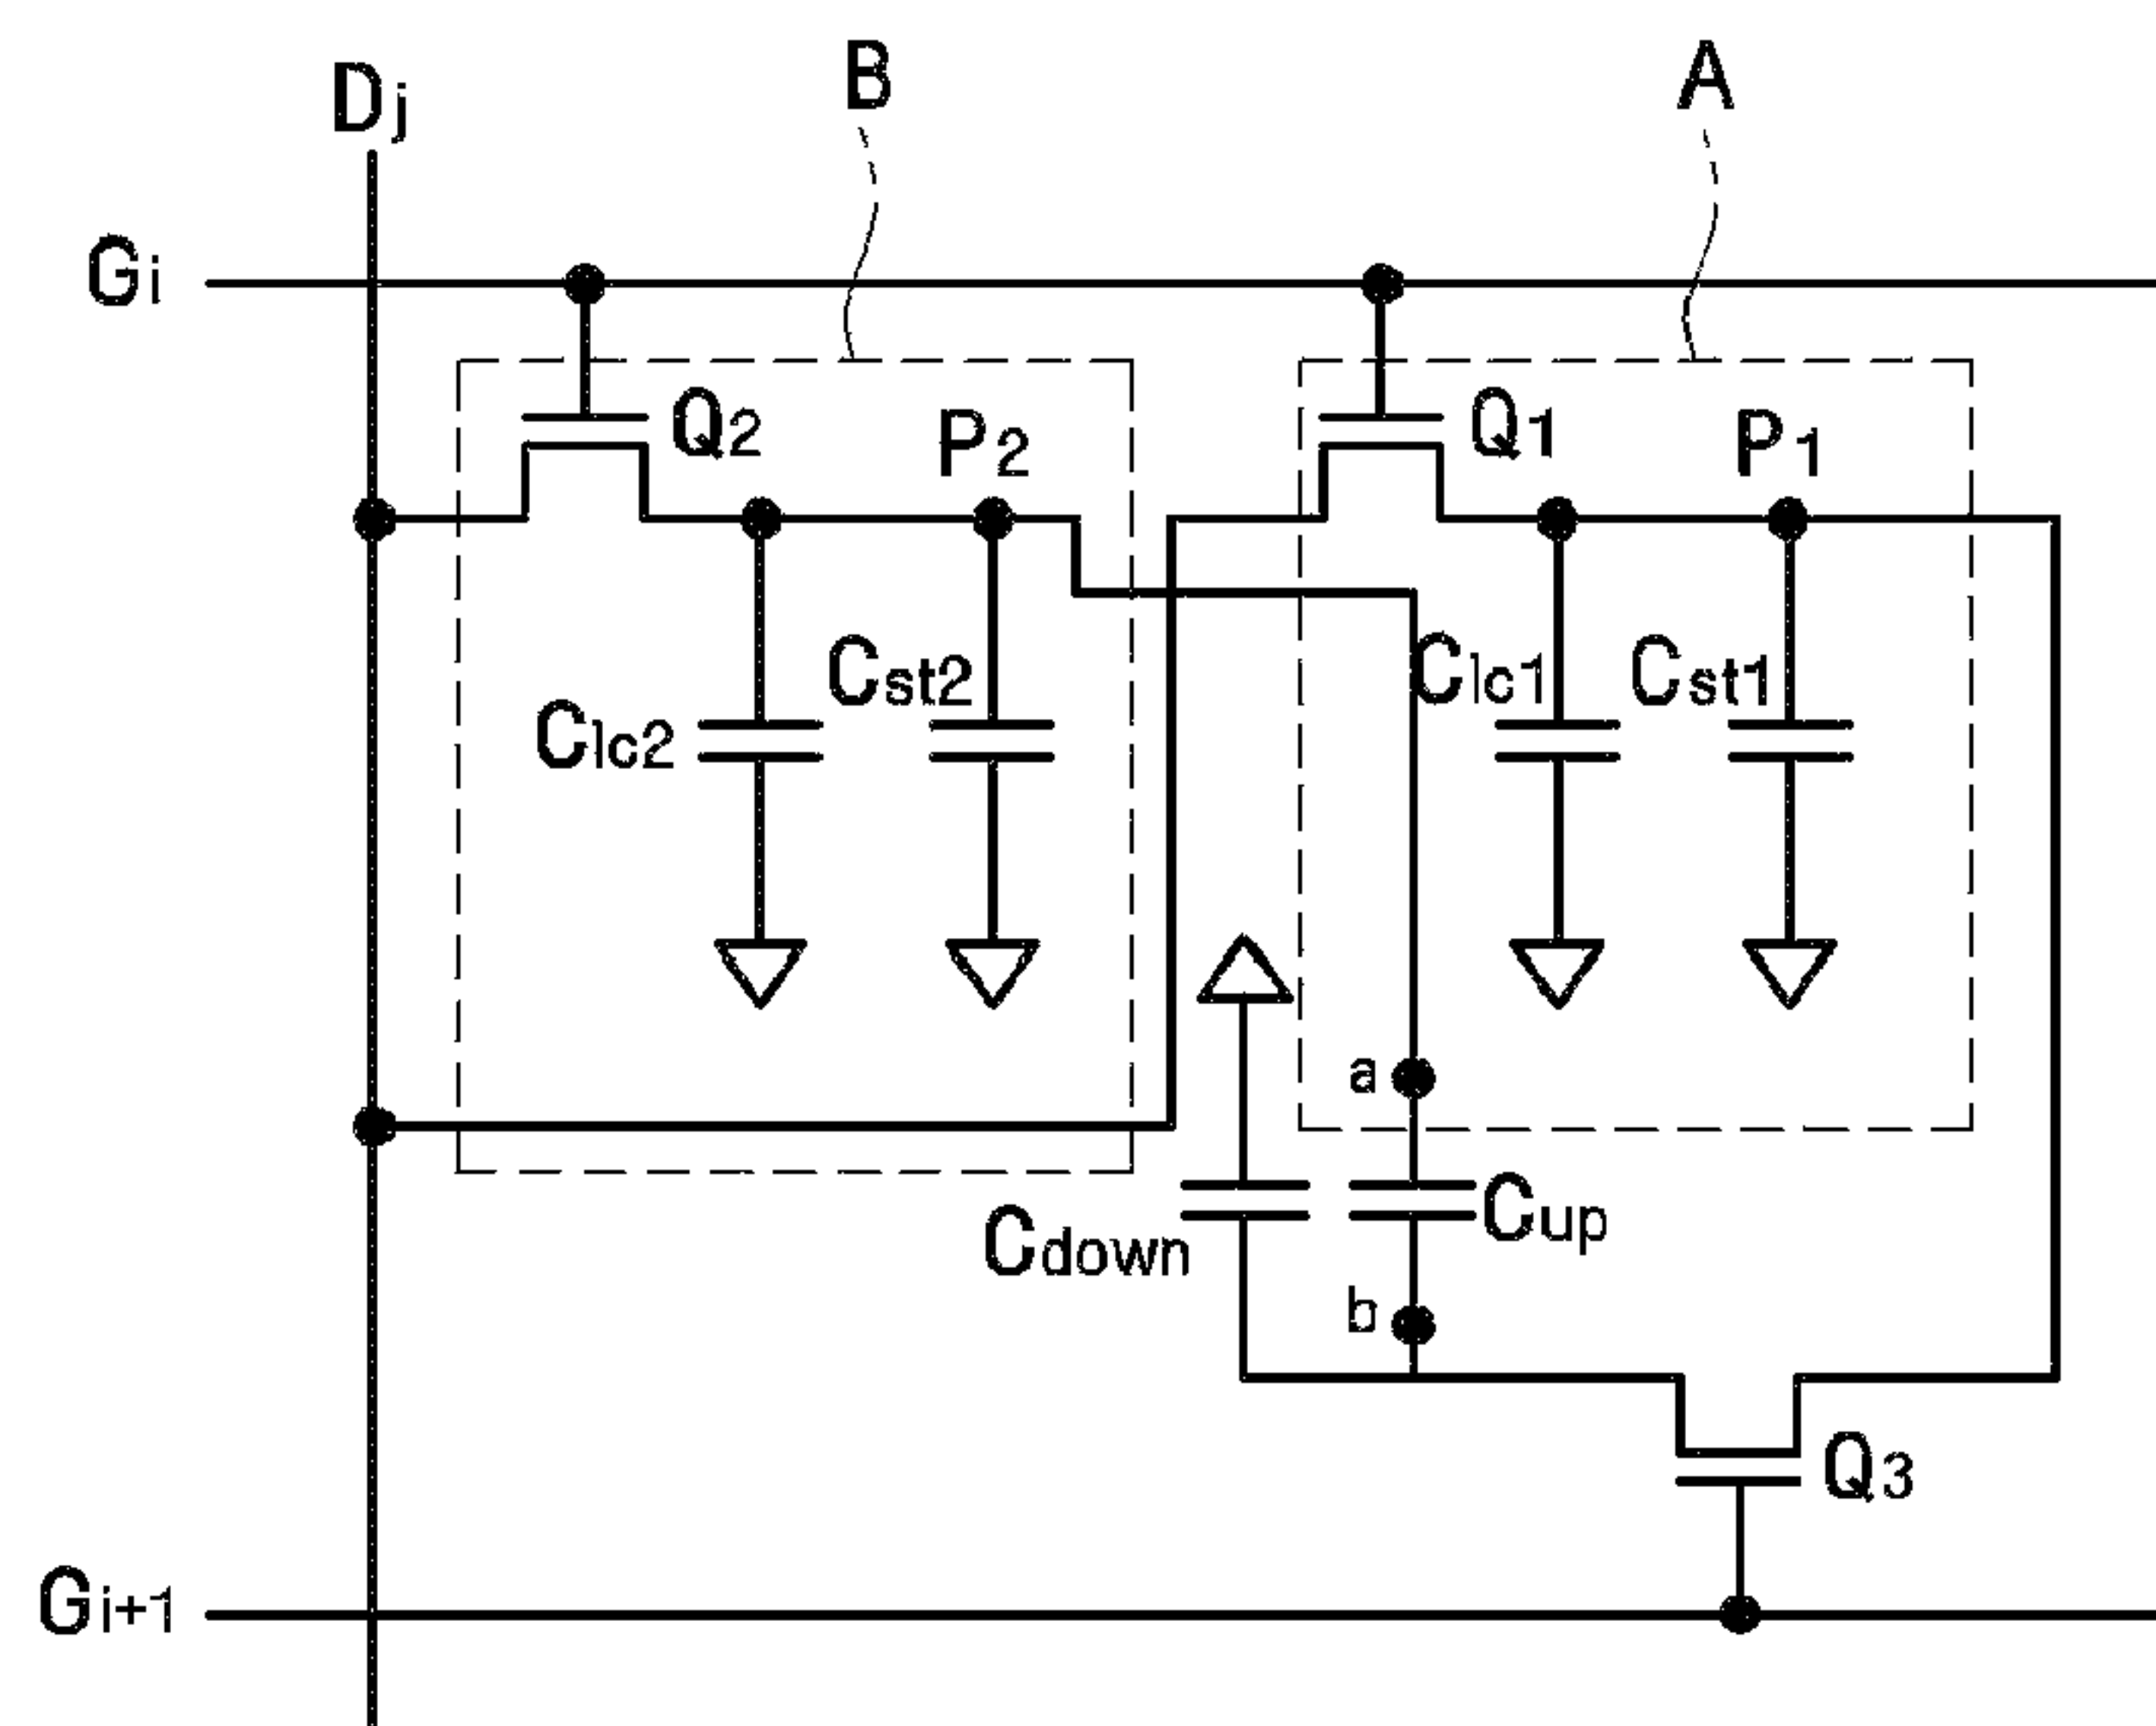 B A
Dj
Gi
Q2 P2 Q1 P1
Cst2 Clc1 Cst1
Clc2
a
Cup
Cdown
b
Q3
Gi+1